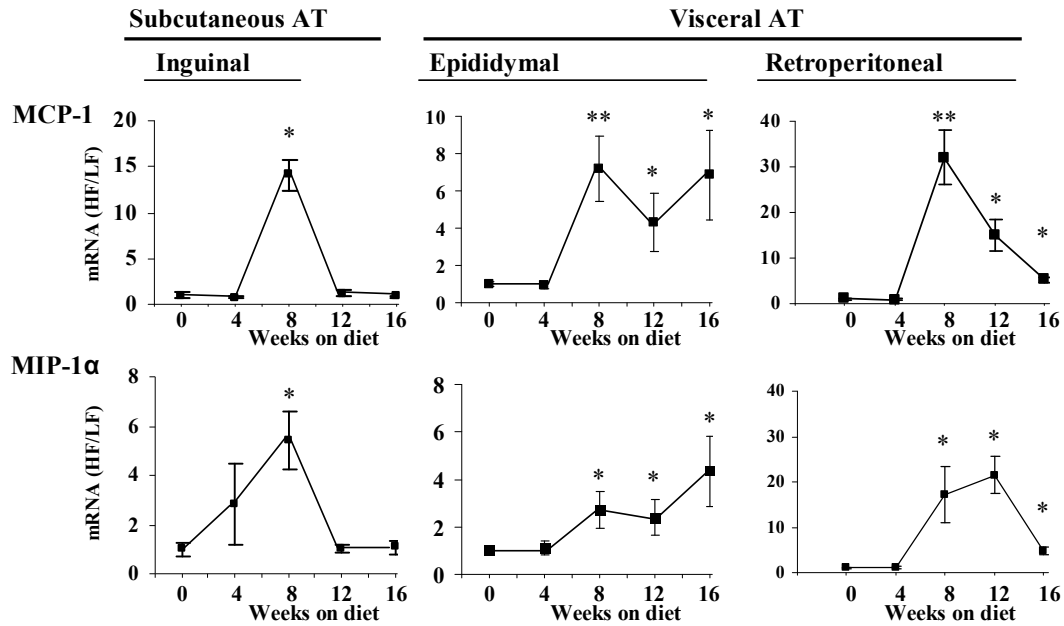 Subcutaneous AT Visceral AT
Inguinal Epididymal Retroperitoneal
MCP-1
mRNA (HF/LF)
20
15
10
5
0
*
0 4 8 12 16
Weeks on diet
10
8
6
4
2
0
** * *
0 4 8 12 16
Weeks on diet
40
30
20
10
0
** * *
0 4 8 12 16
Weeks on diet
MIP-1α
mRNA (HF/LF)
8
6
4
2
0
*
0 4 8 12 16
Weeks on diet
8
6
4
2
0
* * *
0 4 8 12 16
Weeks on diet
40
30
20
10
0
* * *
0 4 8 12 16
Weeks on diet